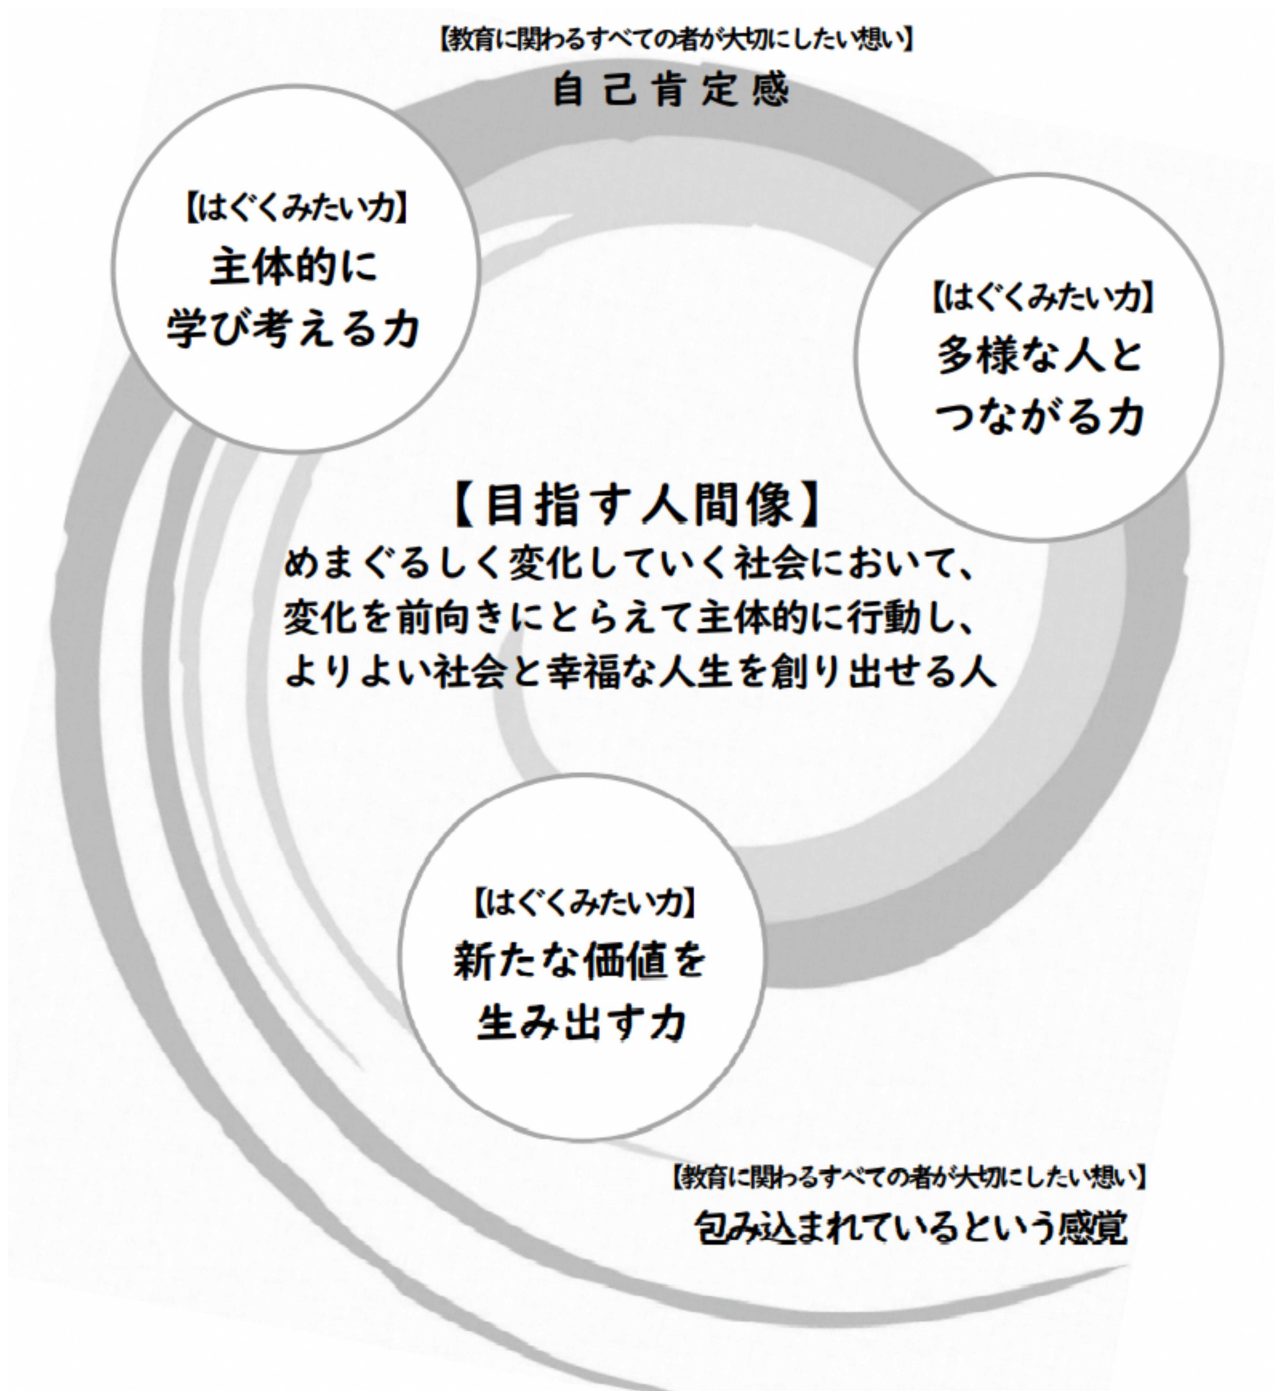 【教育に関わるすべての者が大切にしたい想い】
自己肯定感
【はぐくみたい力】
主体的に
学び考える力
【はぐくみたい力】
多様な人と
つながる力
【目指す人間像】
めまぐるしく変化していく社会において、
変化を前向きにとらえて主体的に行動し、
よりよい社会と幸福な人生を創り出せる人
【はぐくみたい力】
新たな価値を
生み出す力
【教育に関わるすべての者が大切にしたい想い】
包み込まれているという感覚